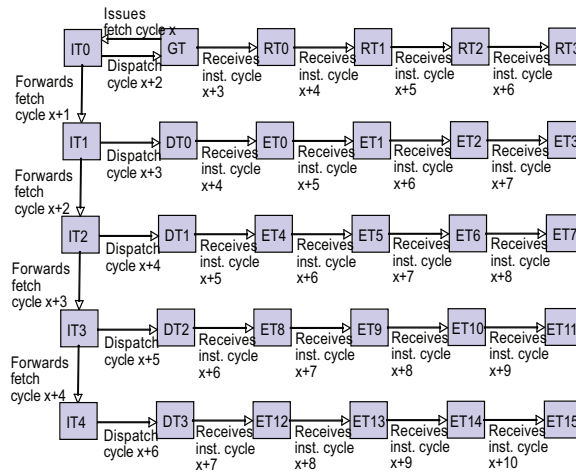 Issues
fetch cycle x
IT0
GT
RT0
RT1
RT2
RT3
Dispatch
cycle x+2
Receives
inst. cycle
x+3
Receives
inst. cycle
x+4
Receives
inst. cycle
x+5
Receives
inst. cycle
x+6
Forwards
fetch
cycle x+1
IT1
DT0
ET0
ET1
ET2
ET3
Dispatch
cycle x+3
Receives
inst. cycle
x+4
Receives
inst. cycle
x+5
Receives
inst. cycle
x+6
Receives
inst. cycle
x+7
Forwards
fetch
cycle x+2
IT2
DT1
ET4
ET5
ET6
ET7
Dispatch
cycle x+4
Receives
inst. cycle
x+5
Receives
inst. cycle
x+6
Receives
inst. cycle
x+7
Receives
inst. cycle
x+8
Forwards
fetch
cycle x+3
IT3
DT2
ET8
ET9
ET10
ET11
Dispatch
cycle x+5
Receives
inst. cycle
x+6
Receives
inst. cycle
x+7
Receives
inst. cycle
x+8
Receives
inst. cycle
x+9
Forwards
fetch
cycle x+4
IT4
DT3
ET12
ET13
ET14
ET15
Dispatch
cycle x+6
Receives
inst. cycle
x+7
Receives
inst. cycle
x+8
Receives
inst. cycle
x+9
Receives
inst. cycle
x+10